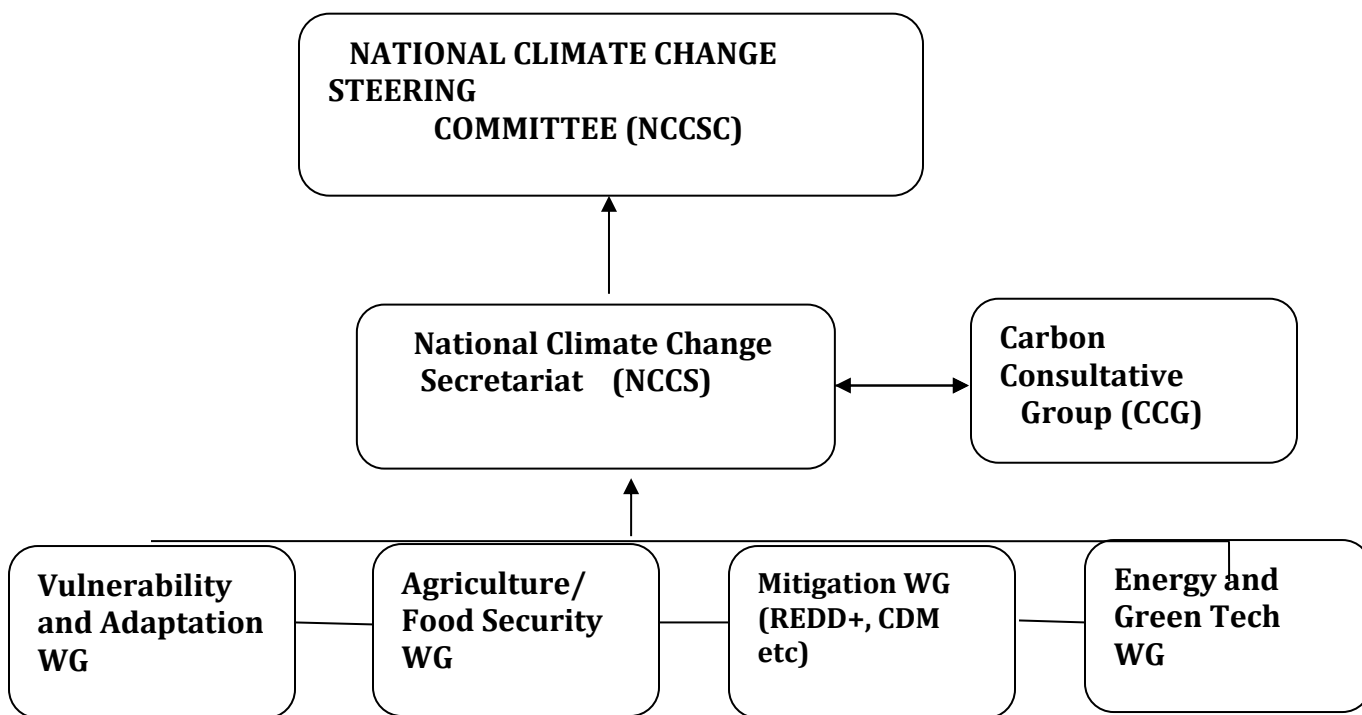 NATIONAL CLIMATE CHANGE
STEERING
COMMITTEE (NCCSC)
National Climate Change
Secretariat (NCCS)
Carbon
Consultative
Group (CCG)
Vulnerability
and Adaptation
WG
Agriculture/
Food Security
WG
Mitigation WG
(REDD+, CDM
etc)
Energy and
Green Tech
WG